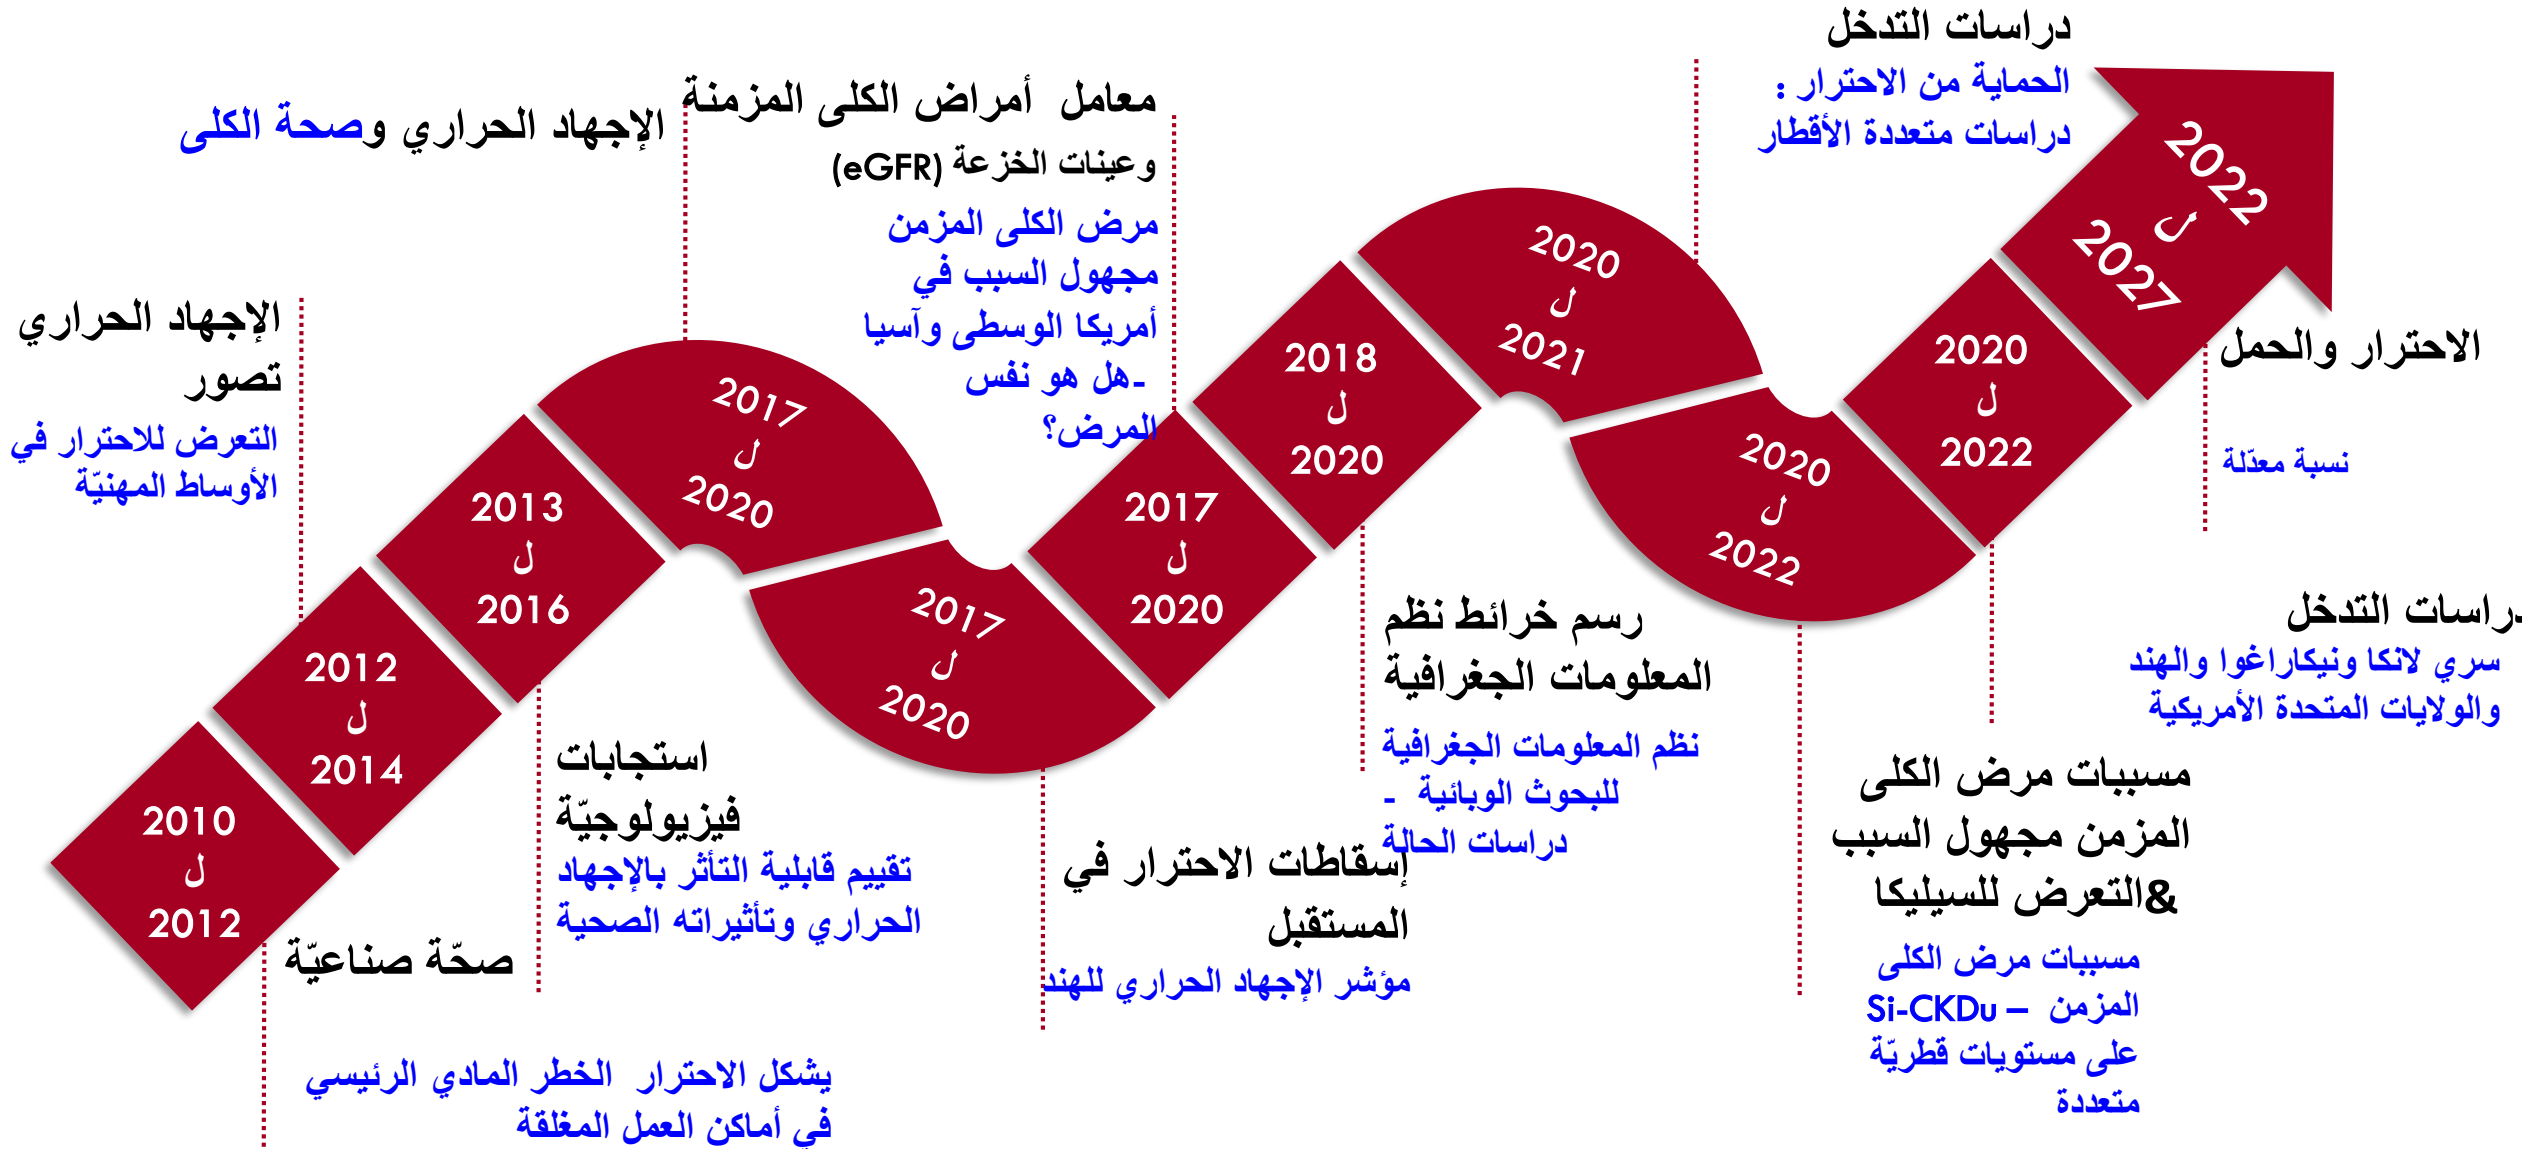 2010
ل
2012
صحّة صناعيّة
يشكل الاحترار الخطر المادي الرئيسي
في أماكن العمل المغلقة
2012
ل
2014
الإجهاد الحراري
تصور
التعرض للاحترار في
الأوساط المهنيّة
2013
ل
2016
استجابات
فيزيولوجيّة
تقييم قابلية التأثر بالإجهاد
الحراري وتأثيراته الصحية
2017
ل
2020
الإجهاد الحراري وصحة الكلى
2017
ل
2020
إسقاطات الاحترار في
المستقبل
مؤشر الإجهاد الحراري للهند
2017
ل
2020
معامل أمراض الكلى المزمنة
وعينات الخزعة (eGFR)
مرض الكلى المزمن
مجهول السبب في
أمريكا الوسطى وآسيا
-هل هو نفس
المرض؟
2018
ل
2020
رسم خرائط نظم
المعلومات الجغرافية
نظم المعلومات الجغرافية
للبحوث الوبائية -
دراسات الحالة
2020
ل
2021
دراسات التدخل
الحماية من الاحترار :
دراسات متعددة الأقطار
2020
ل
2022
مسببات مرض الكلى
المزمن مجهول السبب
&التعرض للسيليكا
مسببات مرض الكلى
المزمن – Si-CKDu
على مستويات قطريّة
متعددة
2020
ل
2022
دراسات التدخل
سري لانكا ونيكاراغوا والهند
والولايات المتحدة الأمريكية
2022
ل
2027
الاحترار والحمل
نسبة معدّلة